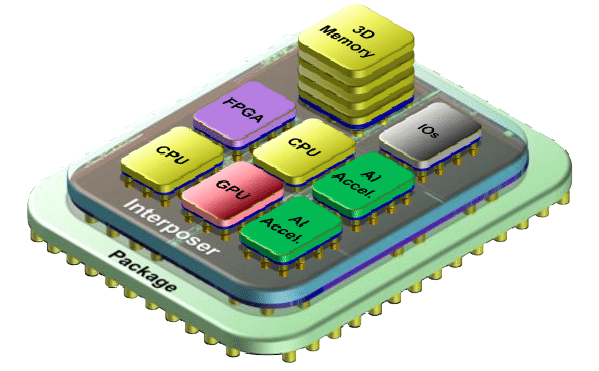 3D
Memory
FPGA
CPU
CPU
IOs
GPU
AI
Accel.
AI
Accel.
Interposer
Package